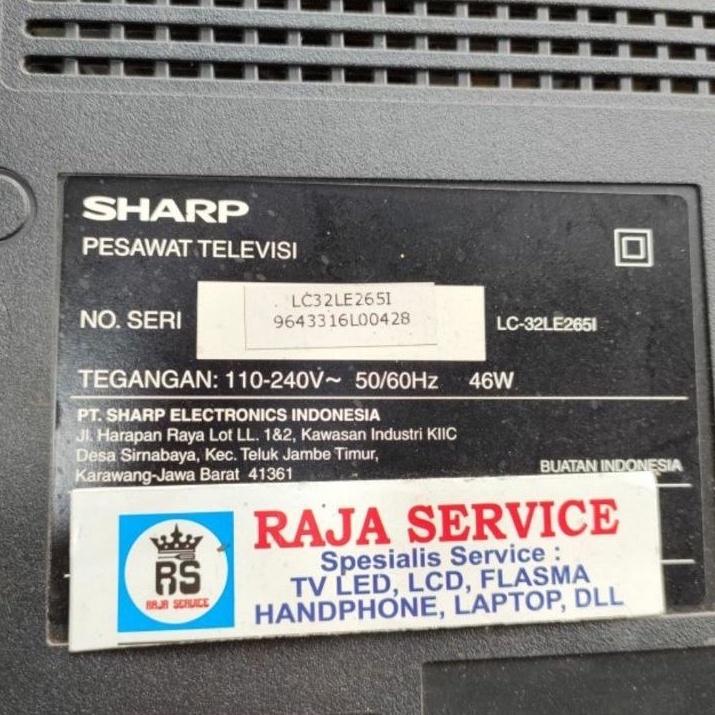 SHARP
PESAWAT TELEVISI
LC32LE265I
NO. SERI 9643316L00428 LC-32LE265I
TEGANGAN: 110-240V~ 50/60Hz 46W
PT. SHARP ELECTRONICS INDONESIA
Jl. Harapan Raya Lot LL. 1&2, Kawasan Industri KIIC
Desa Sirnabaya, Kec. Teluk Jambe Timur,
Karawang-Jawa Barat 41361 BUATAN INDONESIA
RAJA SERVICE
Spesialis Service :
TV LED, LCD, FLASMA
HANDPHONE, LAPTOP, DLL
RS
RAJA SERVICE